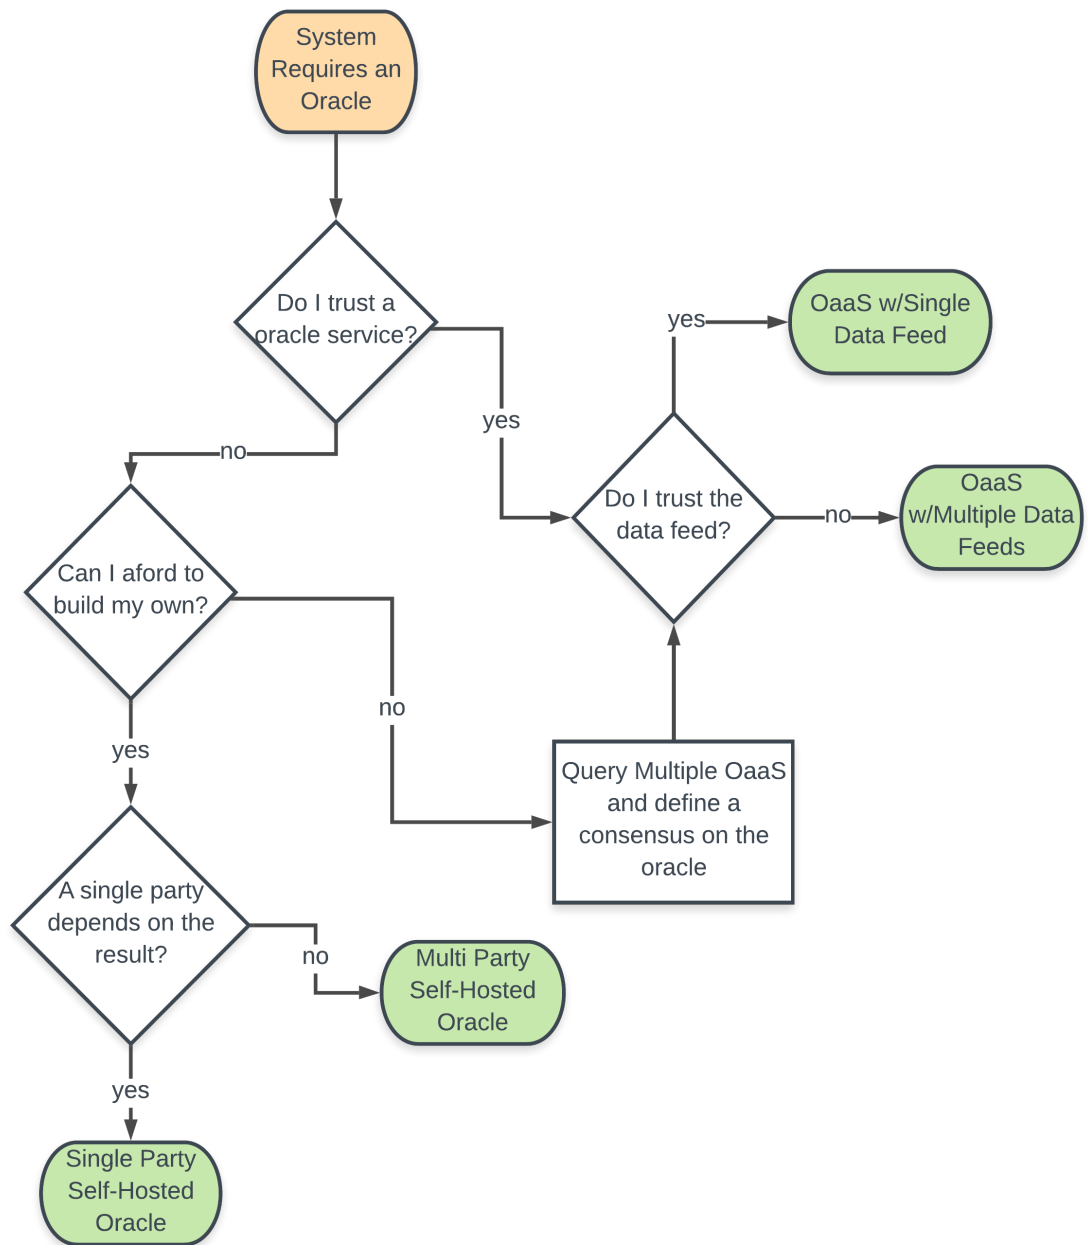 System
Requires an
Oracle
Do I trust a
oracle service?
yes
OaaS w/Single
Data Feed
yes
no
Do I trust the
data feed?
no
OaaS
w/Multiple Data
Feeds
Can I aford to
build my own?
no
yes
Query Multiple OaaS
and define a
consensus on the
oracle
A single party
depends on the
result?
no
Multi Party
Self-Hosted
Oracle
yes
Single Party
Self-Hosted
Oracle